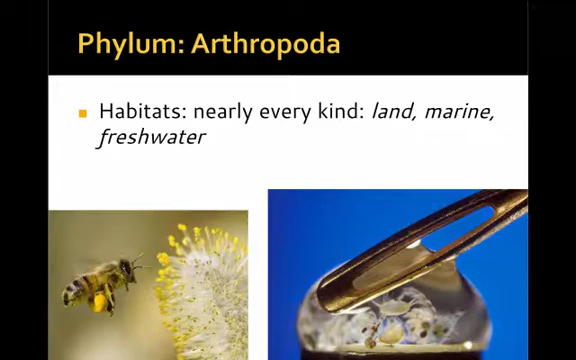 Phylum: Arthropoda
Habitats: nearly every kind: land, marine,
freshwater